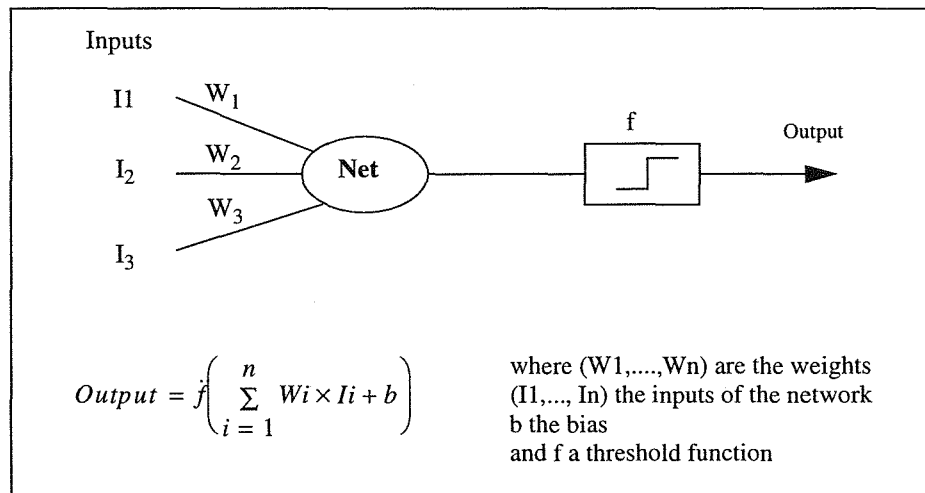 Inputs
I1
W1
I2
W2
Net
f
Output
W3
I3
Output = f( n Σ i = 1 Wi × Ii + b )
where (W1,....,Wn) are the weights
(I1,..., In) the inputs of the network
b the bias
and f a threshold function